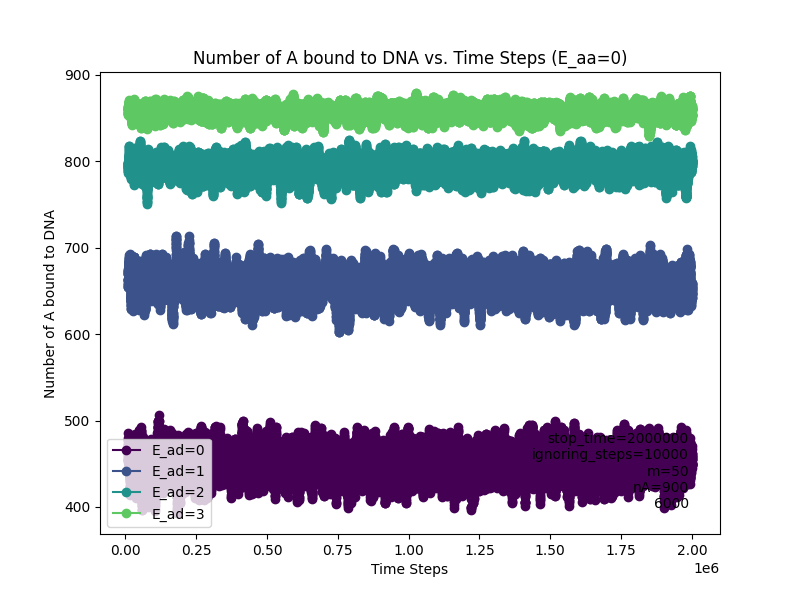 Number of A bound to DNA vs. Time Steps (E_aa=0)
900
800
700
600
500
400
Number of A bound to DNA
E_ad=0
E_ad=1
E_ad=2
E_ad=3
stop_time=2000000
ignoring_steps=10000
m=50
nA=900
6000
0.00 0.25 0.50 0.75 1.00 1.25 1.50 1.75 2.00
1e6
Time Steps